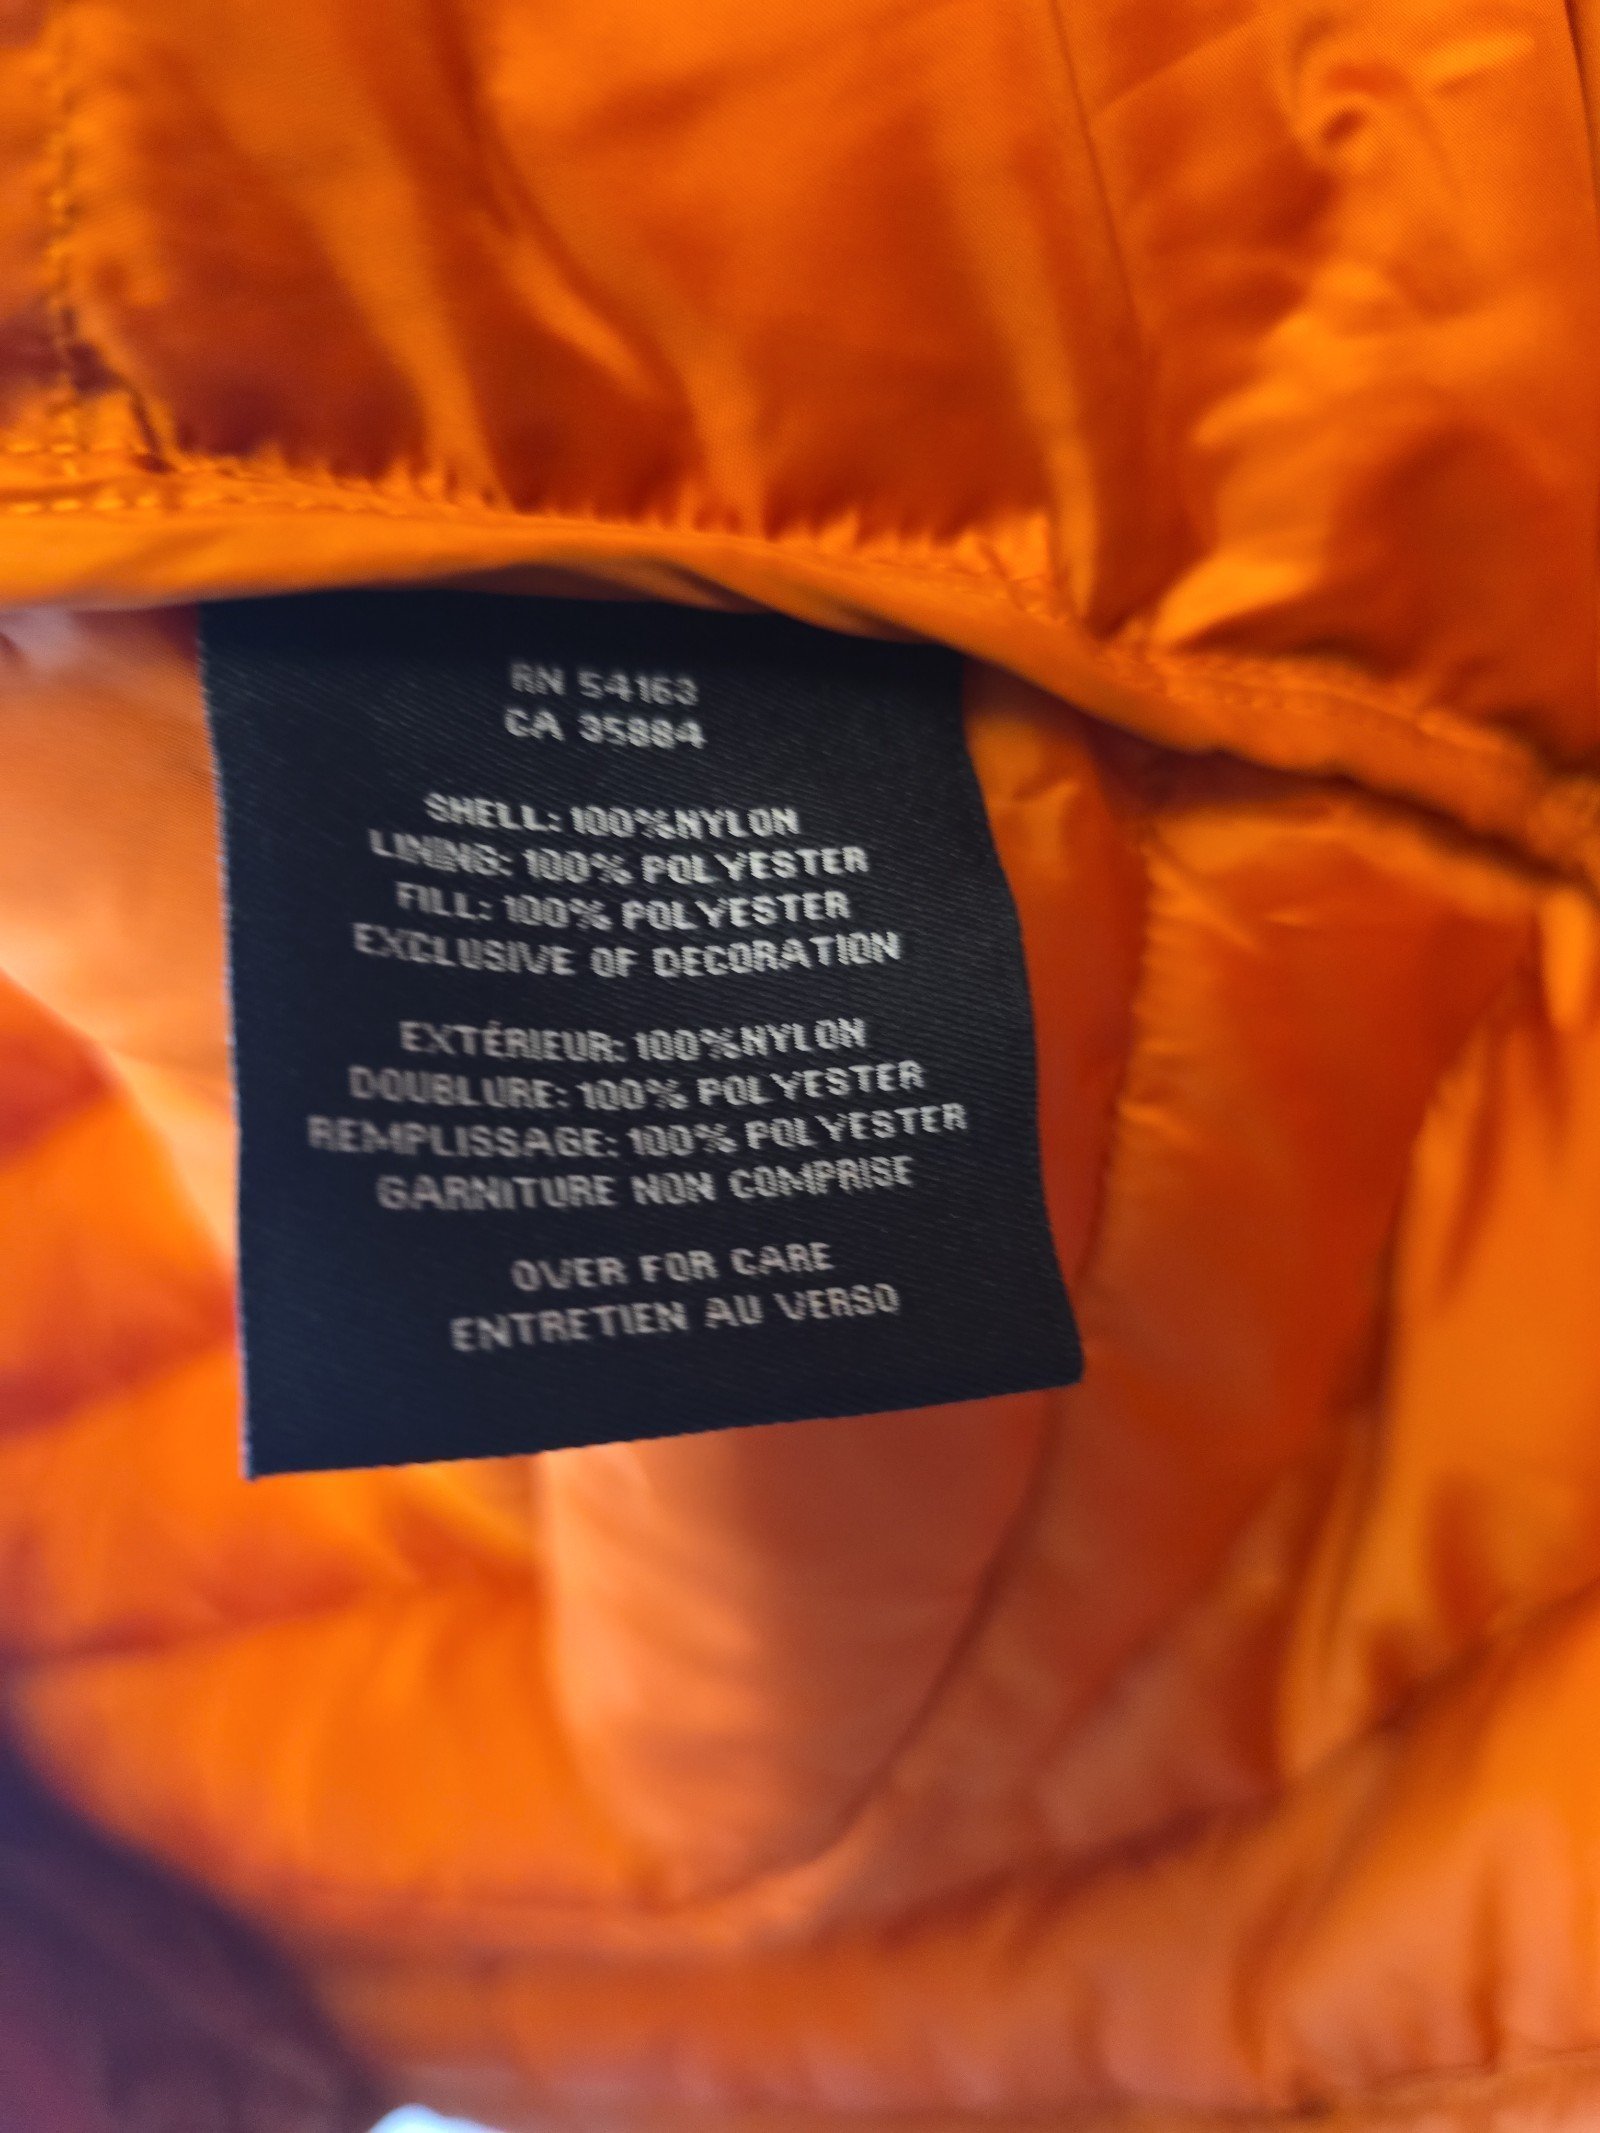 RN 54163
CA 35884
SHELL: 100%NYLON
LINING: 100% POLYESTER
FILL: 100% POLYESTER
EXCLUSIVE OF DECORATION
EXTÉRIEUR: 100%NYLON
DOUBLURE: 100% POLYESTER
REMPLISSAGE: 100% POLYESTER
GARNITURE NON COMPRISE
OVER FOR CARE
ENTRETIEN AU VERSO